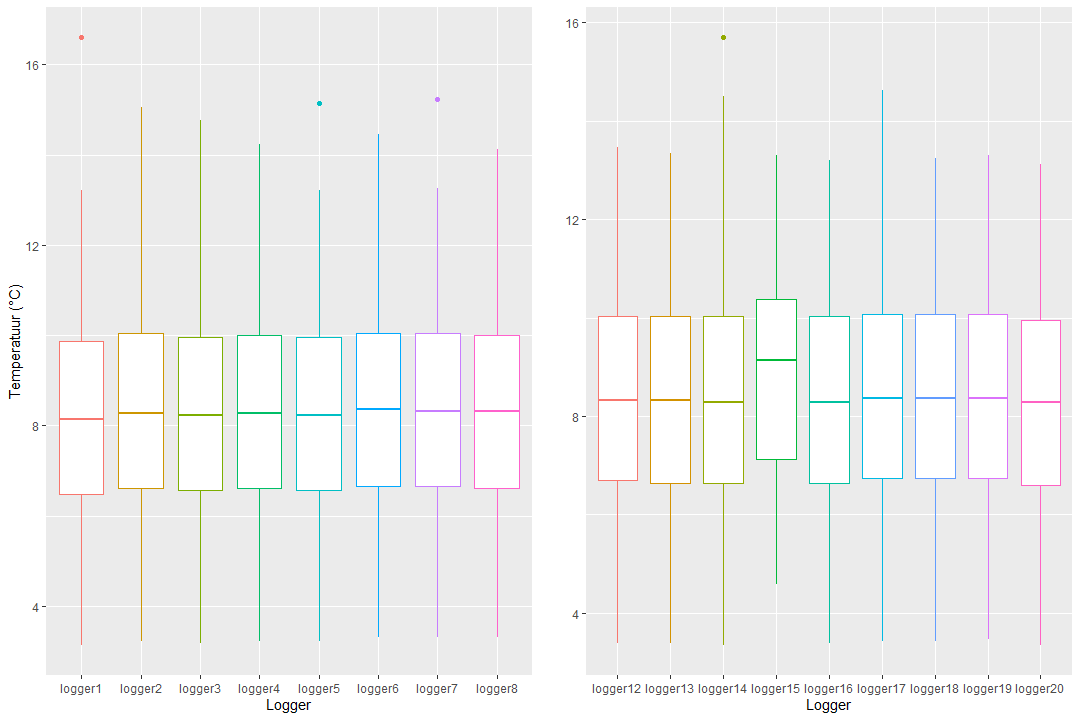 Temperatuur (°C)
16
12
8
4
logger1 logger2 logger3 logger4 logger5 logger6 logger7 logger8
Logger
16
12
8
4
logger12 logger13 logger14 logger15 logger16 logger17 logger18 logger19 logger20
Logger